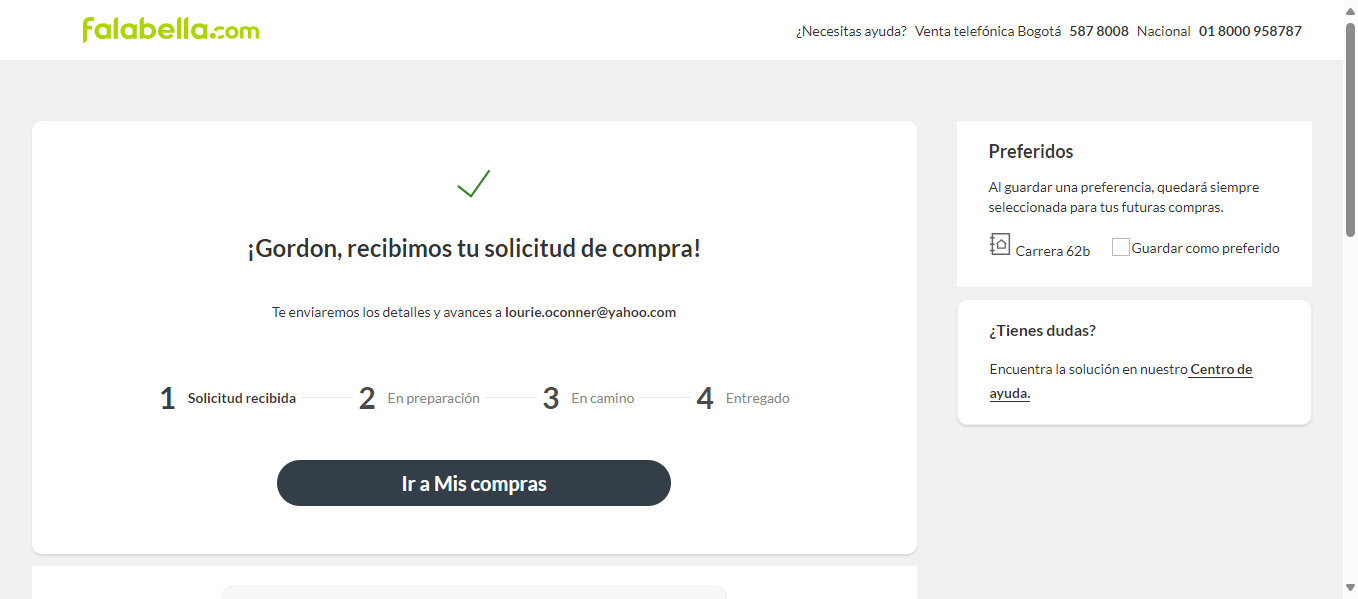 falabella.com
¿Necesitas ayuda? Venta telefónica Bogotá 587 8008 Nacional 01 8000 958787
¡Gordon, recibimos tu solicitud de compra!
Te enviaremos los detalles y avances a lourie.oconner@yahoo.com
1 Solicitud recibida 2 En preparación 3 En camino 4 Entregado
Ir a Mis compras
Preferidos
Al guardar una preferencia, quedará siempre
seleccionada para tus futuras compras.
Carrera 62b Guardar como preferido
¿Tienes dudas?
Encuentra la solución en nuestro Centro de
ayuda.